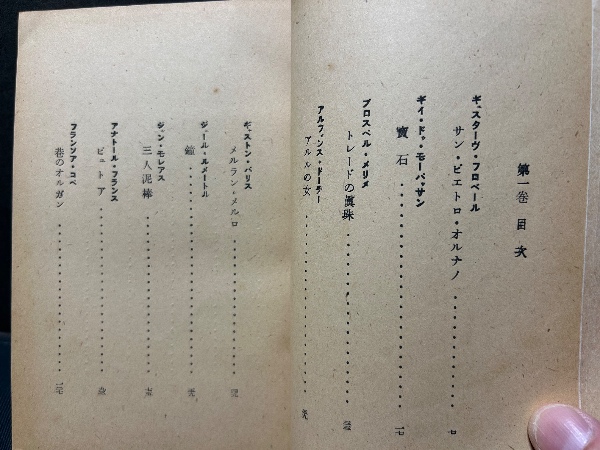 第一巻 目次
ギ、スターヴ・フロベール
サン・ピエトロ・オルナノ
ギイ・ド・モーパッサン
寶石 一七
プロスペル・メリメ
トレードの眞珠
アルフォンス・ドーデー
アルルの女
ギ、ストン・パリス
メルラン・メルロ
ジュール・ルメートル
鐘
ジャン・モレアス
三人泥棒
アナトール・フランス
ピュトア
フランソア・コペ
巷のオルガン